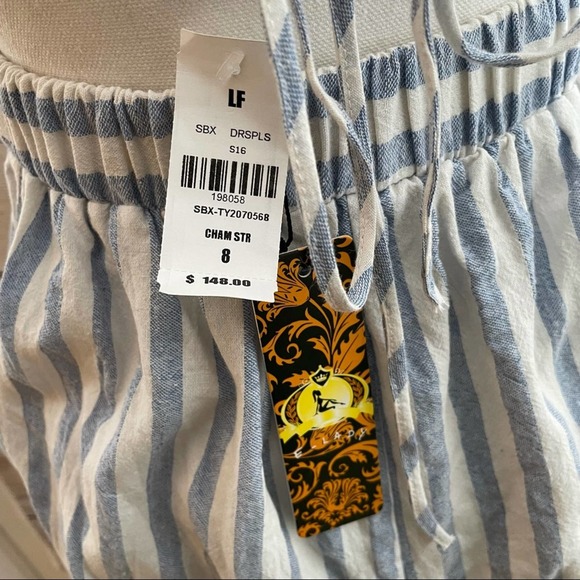 LF
SBX DRSPLS
S16
198058
SBX-TY2070568
CHAM STR
8
$ 148.00